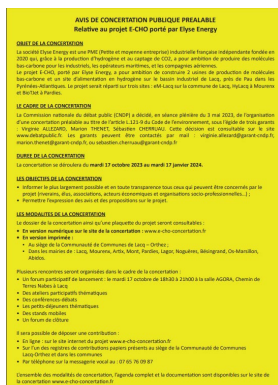 AVIS DE CONCERTATION PUBLIQUE PREALABLE
Relative au projet E-CHO porté par Elyse Energy
OBJET DE LA CONCERTATION
La société Elyse Energy est une PME (Petite et moyenne entreprise) industrielle française indépendante fondée en
2020 qui, grâce à la production d'hydrogène et au captage de CO2, a pour ambition de produire des molécules
bas-carbone pour les industriels, les opérateurs maritimes, et les compagnies aériennes.
Le projet E-CHO, porté par Elyse Energy, a pour ambition de construire 2 usines de production de molécules
bas-carbone et un site d'alimentation en hydrogène sur le bassin industriel de Lacq, près de Pau dans les
Pyrénées-Atlantiques. Le projet serait réparti sur trois sites : eM-Lacq sur la commune de Lacq, HyLacq à Mourenx
et BioTJet à Pardies.
LE CADRE DE LA CONCERTATION
La Commission nationale du débat public (CNDP) a décidé, en séance plénière du 3 mai 2023, de l'organisation
d'une concertation préalable au titre de l'article L.121-9 du Code de l'environnement, sous l'égide de trois garants
: Virginie ALLEZARD, Marion THENET, Sébastien CHERRUAU. Cette décision est consultable sur le site
www.debatpublic.fr. Les garants peuvent être contactés par mail : virginie.allezard@garant-cndp.fr,
marion.thenet@garant-cndp.fr, ou sebastien.cherruau@garant-cndp.fr
DUREE DE LA CONCERTATION
La concertation se déroulera du mardi 17 octobre 2023 au mardi 17 janvier 2024.
LES OBJECTIFS DE LA CONCERTATION
• Informer le plus largement possible et en toute transparence tous ceux qui peuvent être concernés par le
projet (riverains, élus, associations, acteurs économiques et organisations socio-professionnelles...) ;
• Permettre l'expression des avis et des propositions sur le projet.
LES MODALITES DE LA CONCERTATION
Le dossier de la concertation ainsi qu'une plaquette du projet seront consultables :
• En version numérique sur le site de la concertation : www.e-cho-concertation.fr
• En version imprimée :
• Au siège de la Communauté de Communes de Lacq – Orthez ;
• Dans les mairies de : Lacq, Mourenx, Artix, Mont, Pardies, Lagor, Noguères, Bésingrand, Os-Marsillon,
Abidos.
Plusieurs rencontres seront organisées dans le cadre de la concertation :
• Un forum participatif de lancement : le mardi 17 octobre de 18h30 à 21h00 à la salle AGORA, Chemin de
Terres Nabes à Lacq
• Des ateliers participatifs thématiques
• Des conférences-débats
• Les petits-déjeuners thématiques
• Des stands mobiles
• Un forum de clôture
Il sera possible de déposer une contribution :
• En ligne : sur le site internet du projet www.e-cho-concertation.fr
• Sur l'un des registres de contributions papiers présents au siège de la Communauté de Communes
Lacq-Orthez et dans les communes
• Par téléphone sur la messagerie vocal au : 07 65 76 09 87
L'ensemble des modalités de concertation, l'agenda complet et la documentation sont disponibles sur le site de
la concertation www.e-cho-concertation.fr